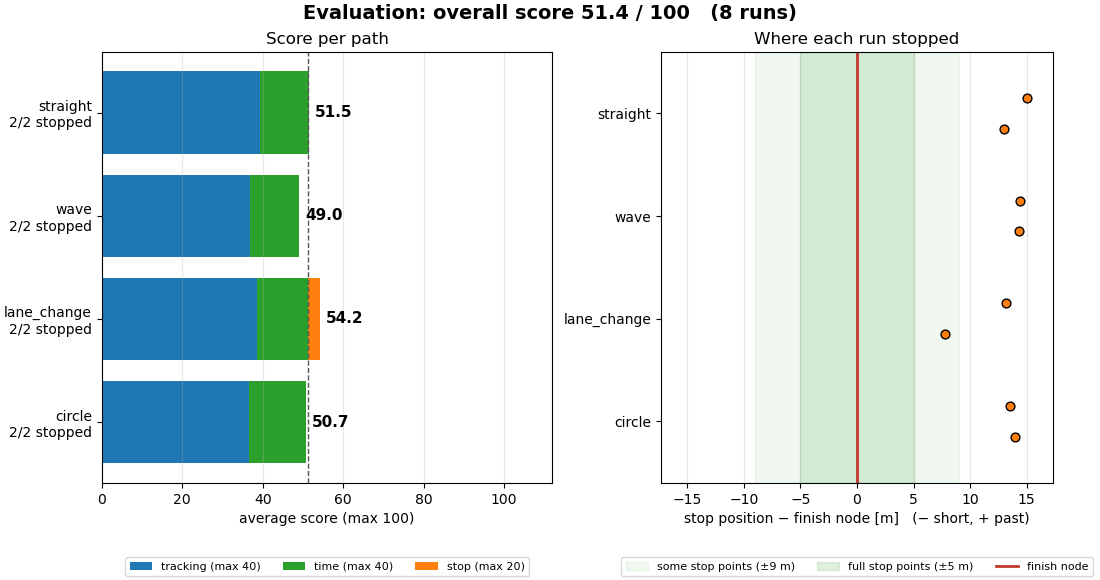 Evaluation: overall score 51.4 / 100 (8 runs)
Score per path
straight
2/2 stopped
51.5
wave
2/2 stopped
49.0
lane_change
2/2 stopped
54.2
circle
2/2 stopped
50.7
0 20 40 60 80 100
average score (max 100)
tracking (max 40) time (max 40) stop (max 20)
Where each run stopped
straight
wave
lane_change
circle
−15 −10 −5 0 5 10 15
stop position − finish node [m] (− short, + past)
some stop points (±9 m) full stop points (±5 m) finish node